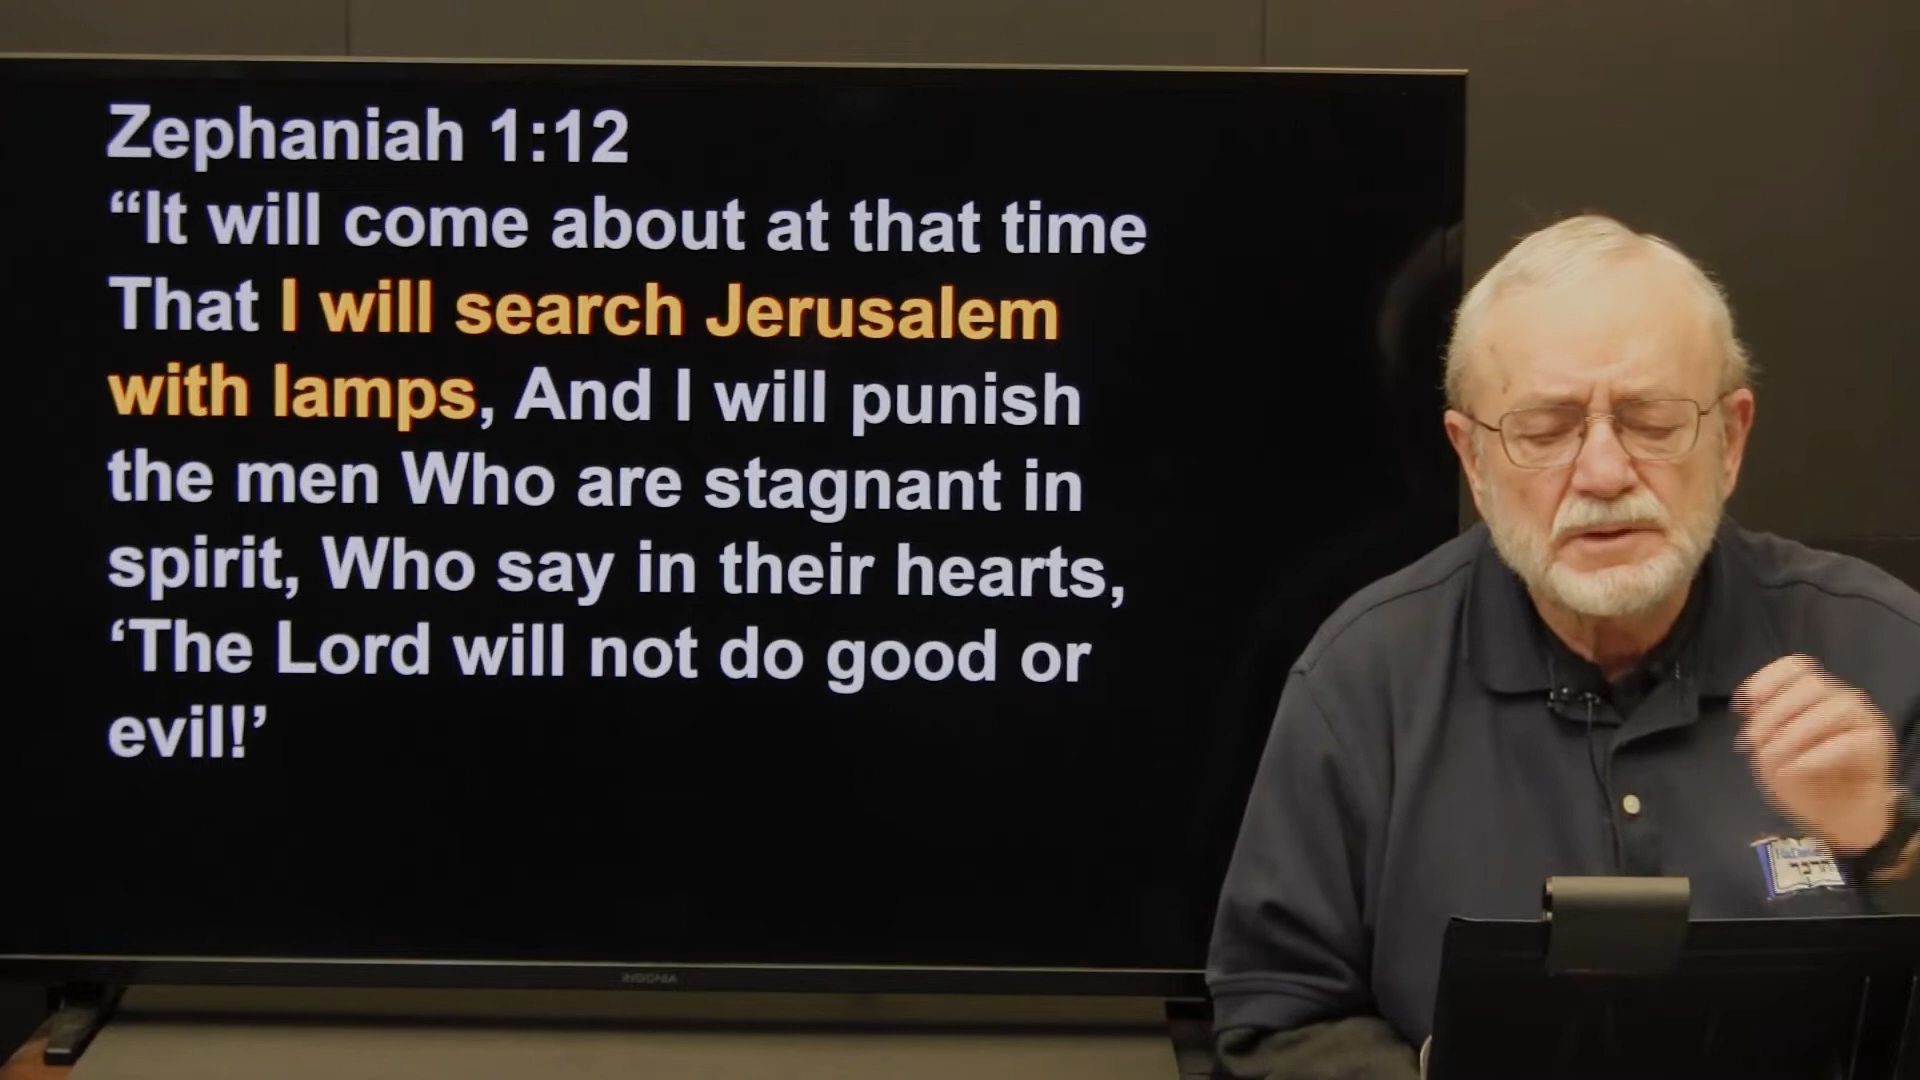 Zephaniah 1:12
“It will come about at that time
That I will search Jerusalem
with lamps, And I will punish
the men Who are stagnant in
spirit, Who say in their hearts,
‘The Lord will not do good or
evil!’
INSIGNIA
הדבר